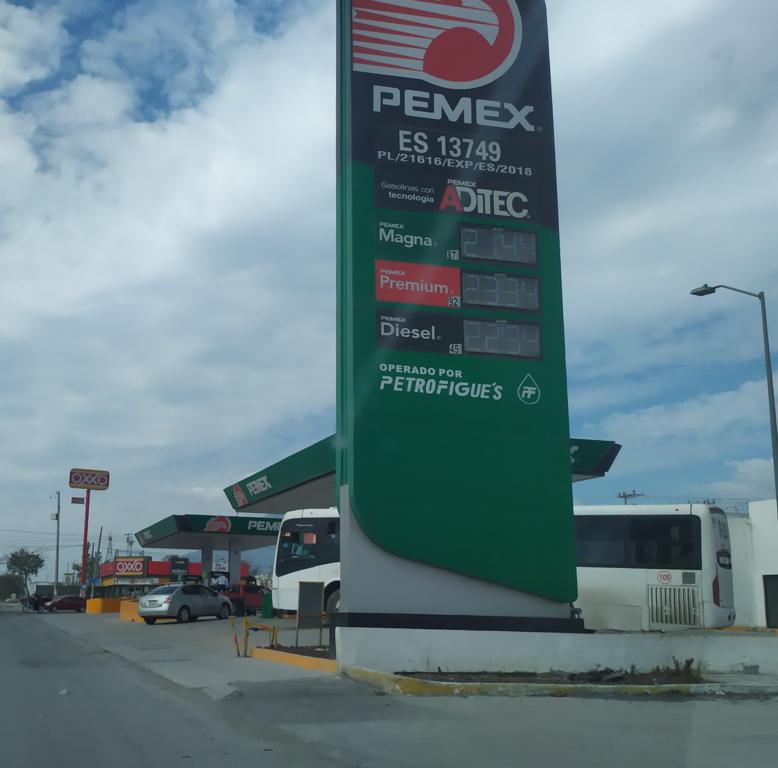 PEMEX
ES 13749
PL/21616/EXP/ES/2018
Gasolinas con
tecnología
PEMEX
ADiTEC
PEMEX
Magna
87
PEMEX
Premium
92
PEMEX
Diesel
45
OPERADO POR
PETROFIGUE'S
PEMEX
OXXO
OXXO
109